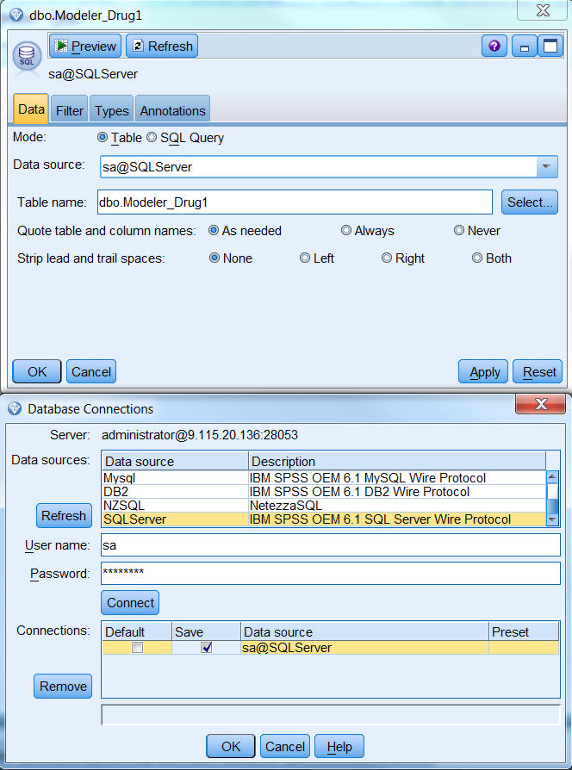 dbo.Modeler_Drug1
Preview Refresh
SQL
sa@SQLServer
Data Filter Types Annotations
Mode: Table SQL Query
Data source: sa@SQLServer
Table name: dbo.Modeler_Drug1 Select...
Quote table and column names: As needed Always Never
Strip lead and trail spaces: None Left Right Both
OK Cancel Apply Reset
Database Connections
Server: administrator@9.115.20.136:28053
Data sources: Data source Description
Mysql IBM SPSS OEM 6.1 MySQL Wire Protocol
DB2 IBM SPSS OEM 6.1 DB2 Wire Protocol
NZSQL NetezzaSQL
Refresh SQLServer IBM SPSS OEM 6.1 SQL Server Wire Protocol
User name: sa
Password: ********
Connect
Connections: Default Save Data source Preset
sa@SQLServer
Remove
OK Cancel Help